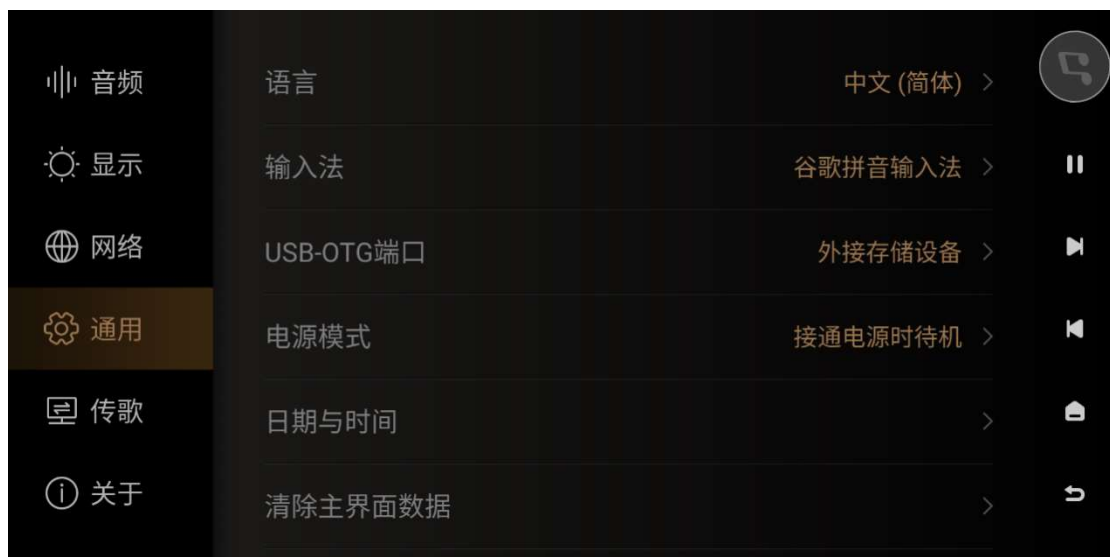 音频
显示
网络
通用
传歌
关于
语言 中文 (简体)
输入法 谷歌拼音输入法
USB-OTG端口 外接存储设备
电源模式 接通电源时待机
日期与时间
清除主界面数据